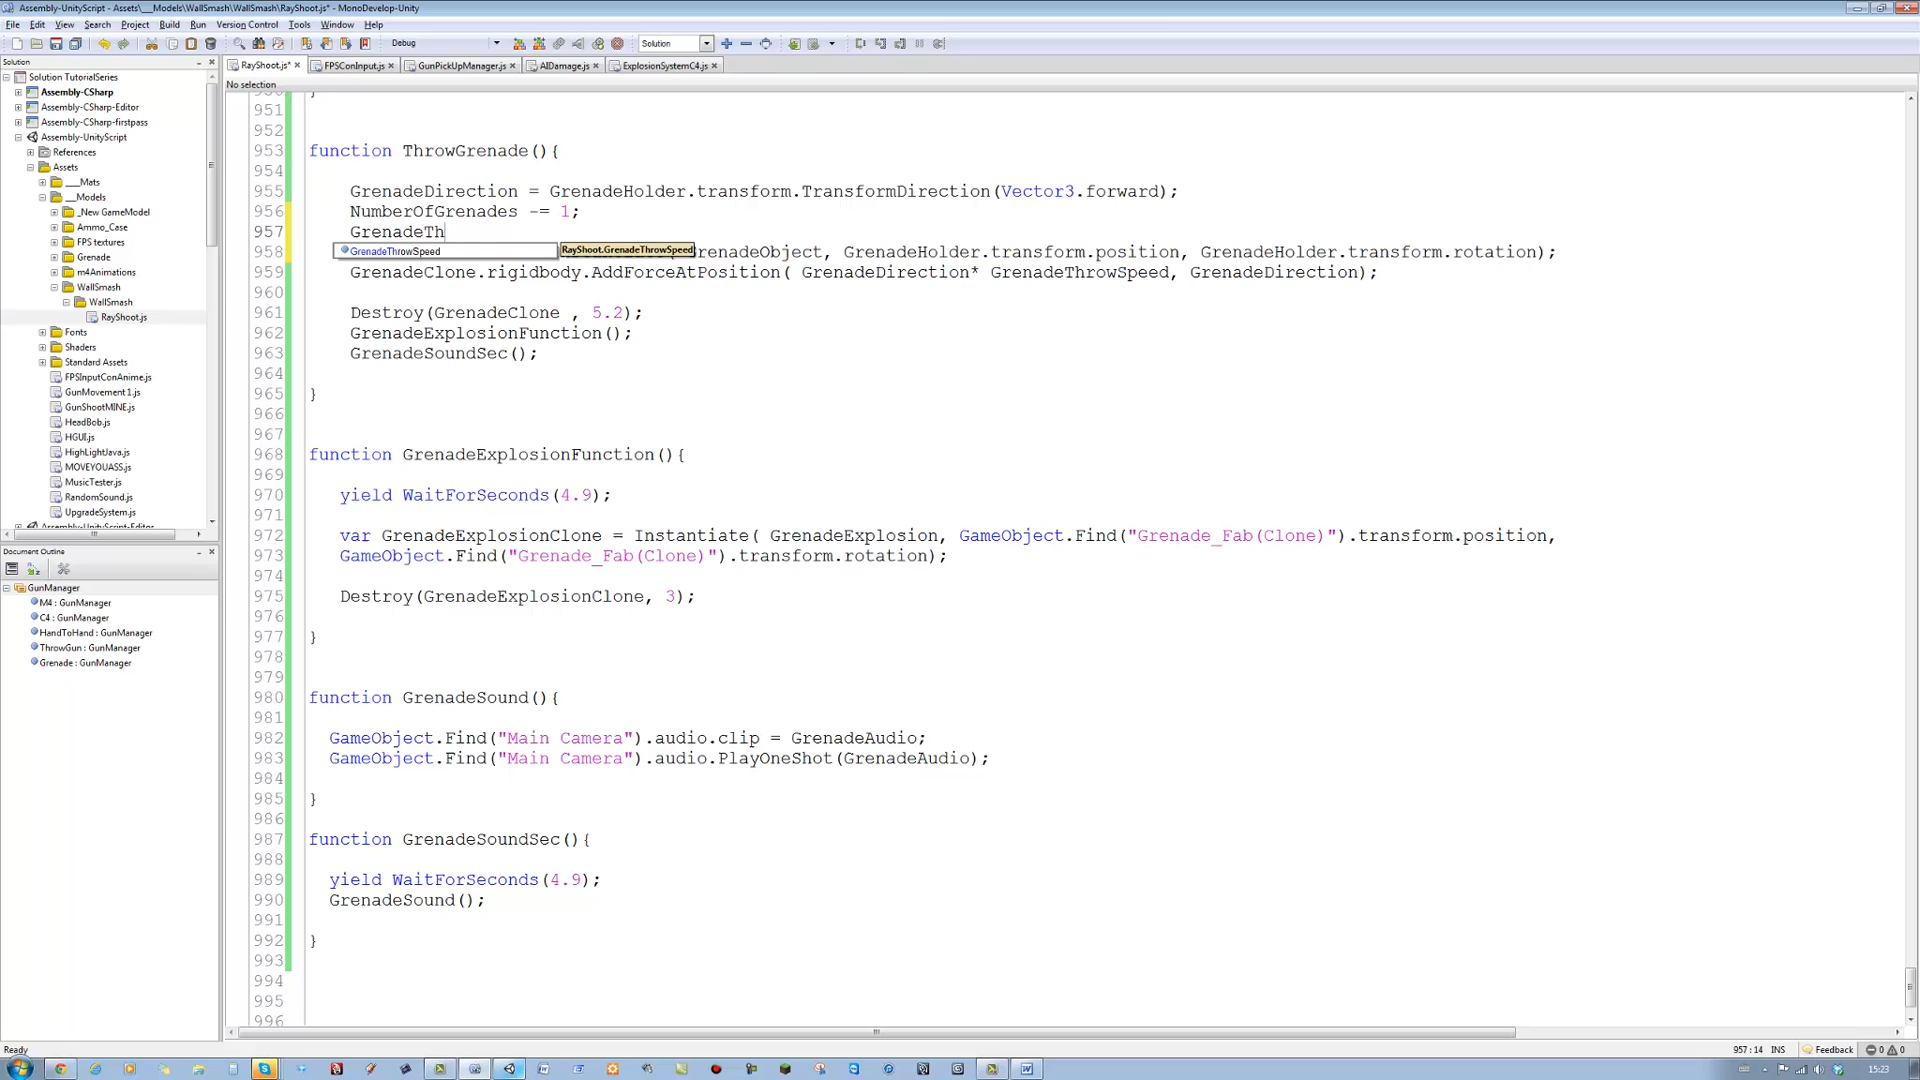 Assembly-UnityScript - Assets\__Models\WallSmash\WallSmash\RayShoot.js* - MonoDevelop-Unity
File Edit View Search Project Build Run Version Control Tools Window Help
Debug
Solution
Solution
RayShoot.js* × FPSConInput.js × GunPickUpManager.js × AIDamage.js × ExplosionSystemC4.js ×
No selection
Solution TutorialSeries
Assembly-CSharp
Assembly-CSharp-Editor
Assembly-CSharp-firstpass
Assembly-UnityScript
References
Assets
___Mats
__Models
_New GameModel
Ammo_Case
FPS textures
Grenade
m4Animations
WallSmash
WallSmash
RayShoot.js
Fonts
Shaders
Standard Assets
FPSInputConAnime.js
GunMovement1.js
GunShootMINE.js
HeadBob.js
HGUI.js
HighLightJava.js
MOVEYOUASS.js
MusicTester.js
RandomSound.js
UpgradeSystem.js
Assembly-UnityScript-Editor
Document Outline
GunManager
M4 : GunManager
C4 : GunManager
HandToHand : GunManager
ThrowGun : GunManager
Grenade : GunManager
950 }
951
952
953 function ThrowGrenade(){
954
955 GrenadeDirection = GrenadeHolder.transform.TransformDirection(Vector3.forward);
956 NumberOfGrenades -= 1;
957 GrenadeTh
GrenadeThrowSpeed RayShoot.GrenadeThrowSpeed
958 renadeObject, GrenadeHolder.transform.position, GrenadeHolder.transform.rotation);
959 GrenadeClone.rigidbody.AddForceAtPosition( GrenadeDirection* GrenadeThrowSpeed, GrenadeDirection);
960
961 Destroy(GrenadeClone , 5.2);
962 GrenadeExplosionFunction();
963 GrenadeSoundSec();
964
965 }
966
967
968 function GrenadeExplosionFunction(){
969
970 yield WaitForSeconds(4.9);
971
972 var GrenadeExplosionClone = Instantiate( GrenadeExplosion, GameObject.Find("Grenade_Fab(Clone)").transform.position,
973 GameObject.Find("Grenade_Fab(Clone)").transform.rotation);
974
975 Destroy(GrenadeExplosionClone, 3);
976
977 }
978
979
980 function GrenadeSound(){
981
982 GameObject.Find("Main Camera").audio.clip = GrenadeAudio;
983 GameObject.Find("Main Camera").audio.PlayOneShot(GrenadeAudio);
984
985 }
986
987 function GrenadeSoundSec(){
988
989 yield WaitForSeconds(4.9);
990 GrenadeSound();
991
992 }
993
994
995
996
Ready
957 : 14 INS Feedback 0 0
15:23